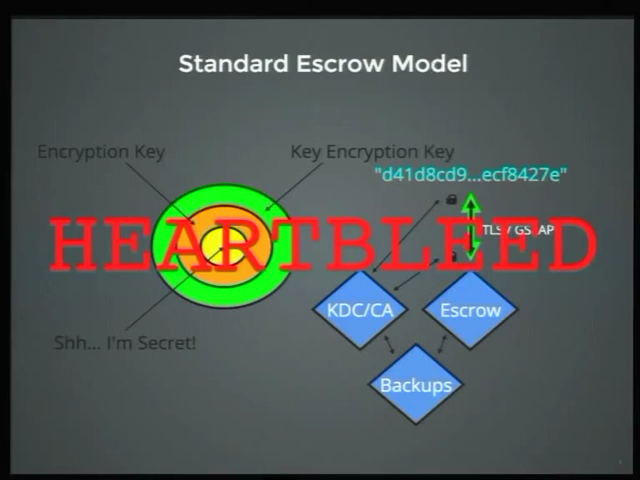 Standard Escrow Model
Encryption Key
Key Encryption Key
"d41d8cd9...ecf8427e"
HEARTBLEED
TLS / GSSAPI
KDC/CA
Escrow
Shh... I'm Secret!
Backups